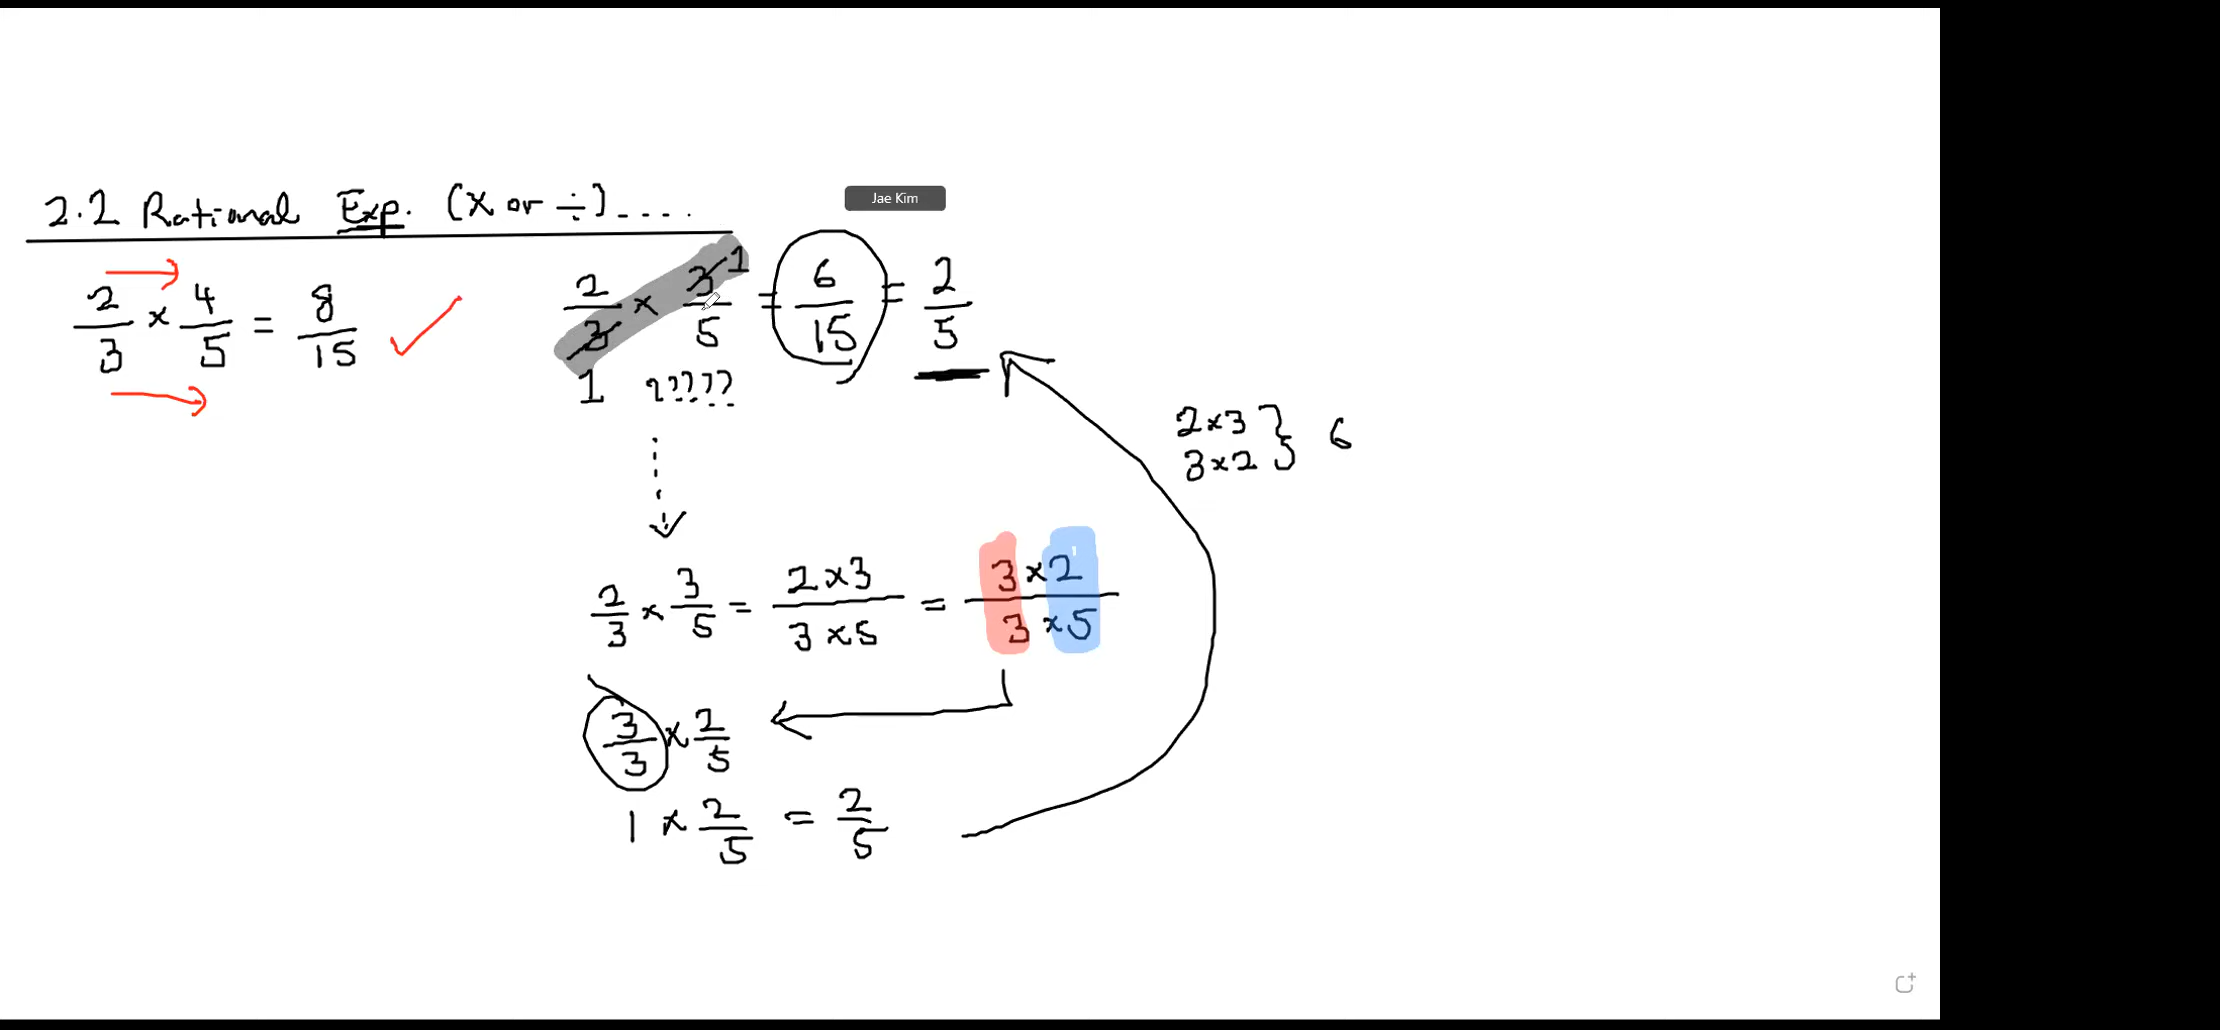 2.2 Rational Exp. (x or ÷)....
Jae Kim
2/3 × 4/5 = 8/15
2/3 × 3/5 = 6/15 = 2/5
1
1 ?????
2×3
3×2 } 6
2/3 × 3/5 = 2×3/3×5 = 3×2/3×5
3/3 × 2/5
1 × 2/5 = 2/5